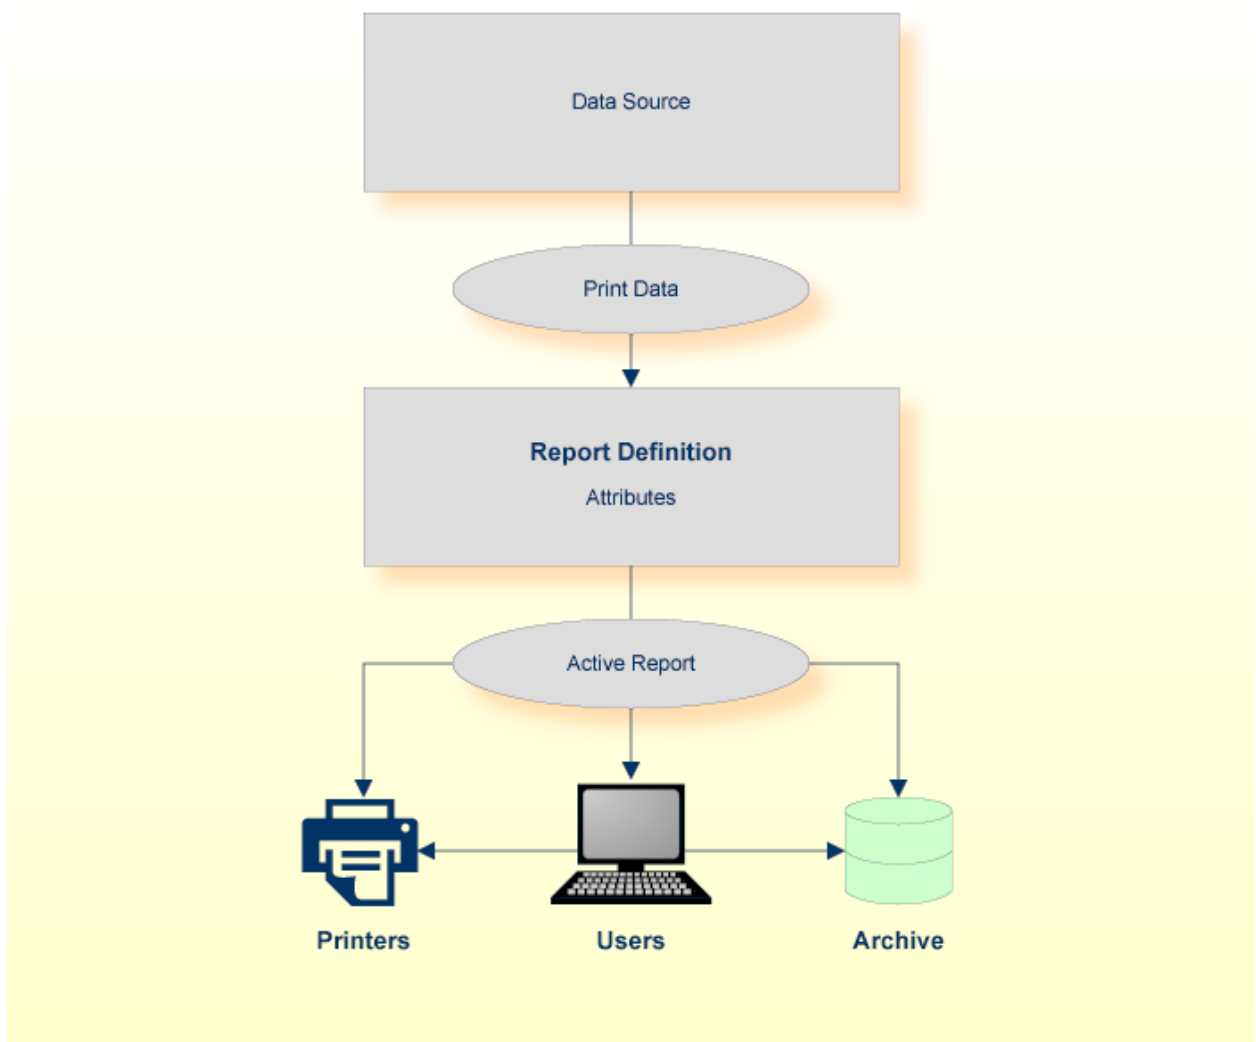 Data Source
Print Data
Report Definition
Attributes
Active Report
Printers
Users
Archive